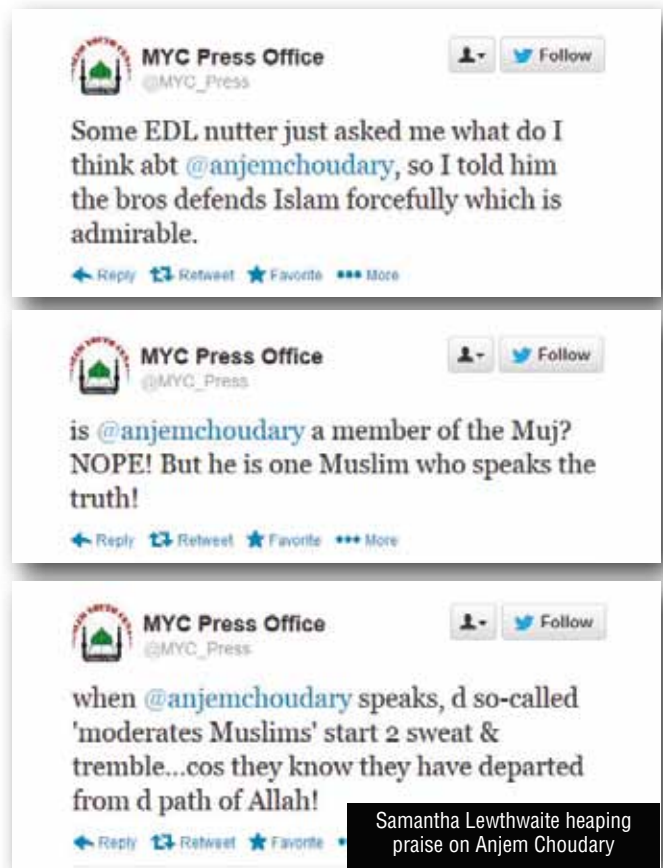 MYC Press Office
Follow
@MYC_Press
Some EDL nutter just asked me what do I
think abt @anjemchoudary, so I told him
the bros defends Islam forcefully which is
admirable.
Reply Retweet Favorite More
MYC Press Office
Follow
@MYC_Press
is @anjemchoudary a member of the Muj?
NOPE! But he is one Muslim who speaks the
truth!
Reply Retweet Favorite More
MYC Press Office
Follow
@MYC_Press
when @anjemchoudary speaks, d so-called
'moderates Muslims' start 2 sweat &
tremble...cos they know they have departed
from d path of Allah!
Reply Retweet Favorite
Samantha Lewthwaite heaping
praise on Anjem Choudary